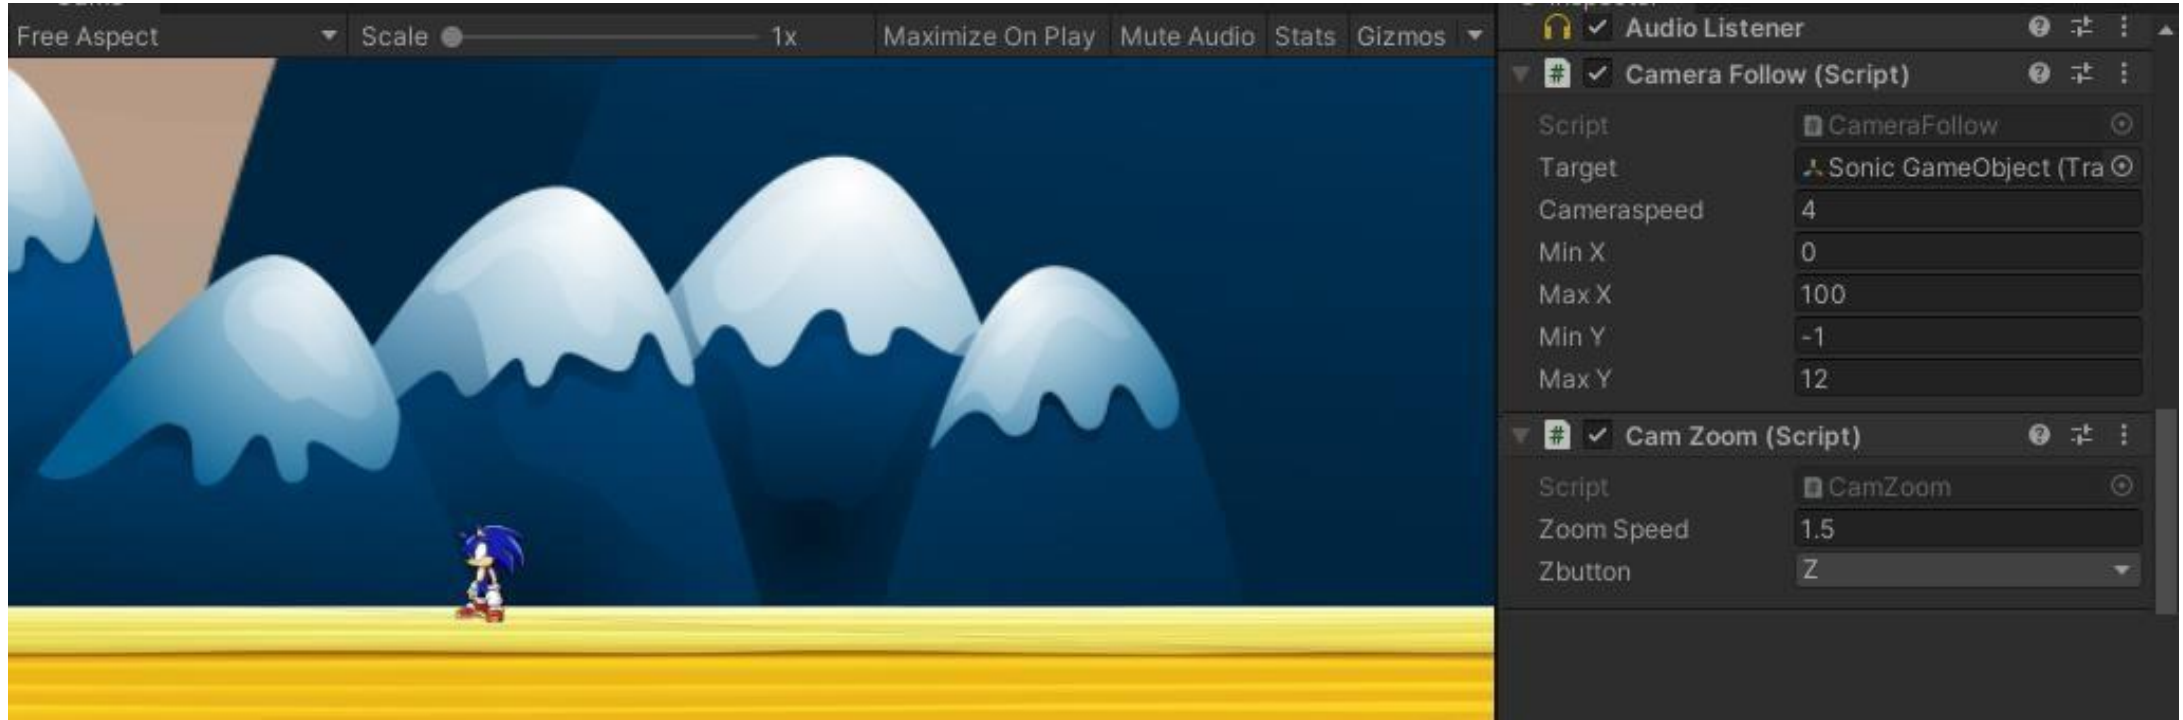 Free Aspect Scale 1x Maximize On Play Mute Audio Stats Gizmos
Audio Listener
# Camera Follow (Script)
Script # CameraFollow
Target Sonic GameObject (Tra
Cameraspeed 4
Min X 0
Max X 100
Min Y -1
Max Y 12
# Cam Zoom (Script)
Script # CamZoom
Zoom Speed 1.5
Zbutton Z